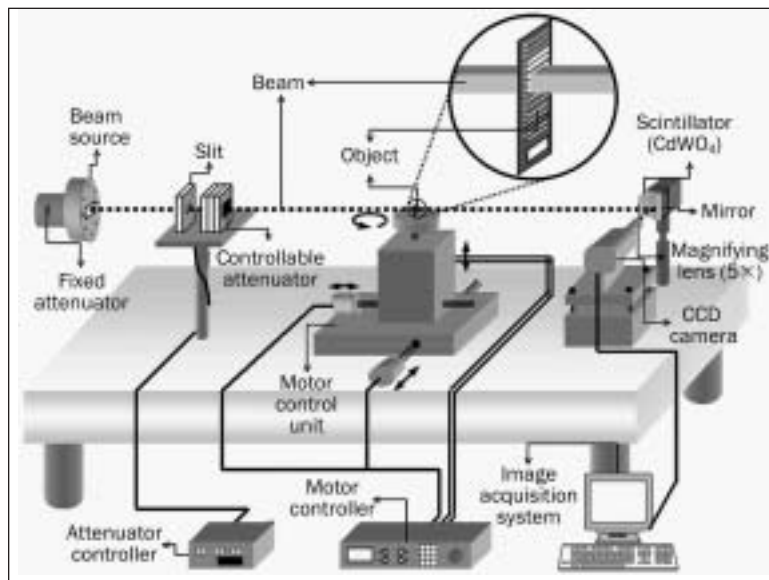 Beam
Beam
source
Slit
Object
Scintillator
(CdWO₄)
Mirror
Controllable
attenuator
Fixed
attenuator
Magnifying
lens (5×)
CCD
camera
Motor
control
unit
Motor
controller
Image
acquisition
system
Attenuator
controller